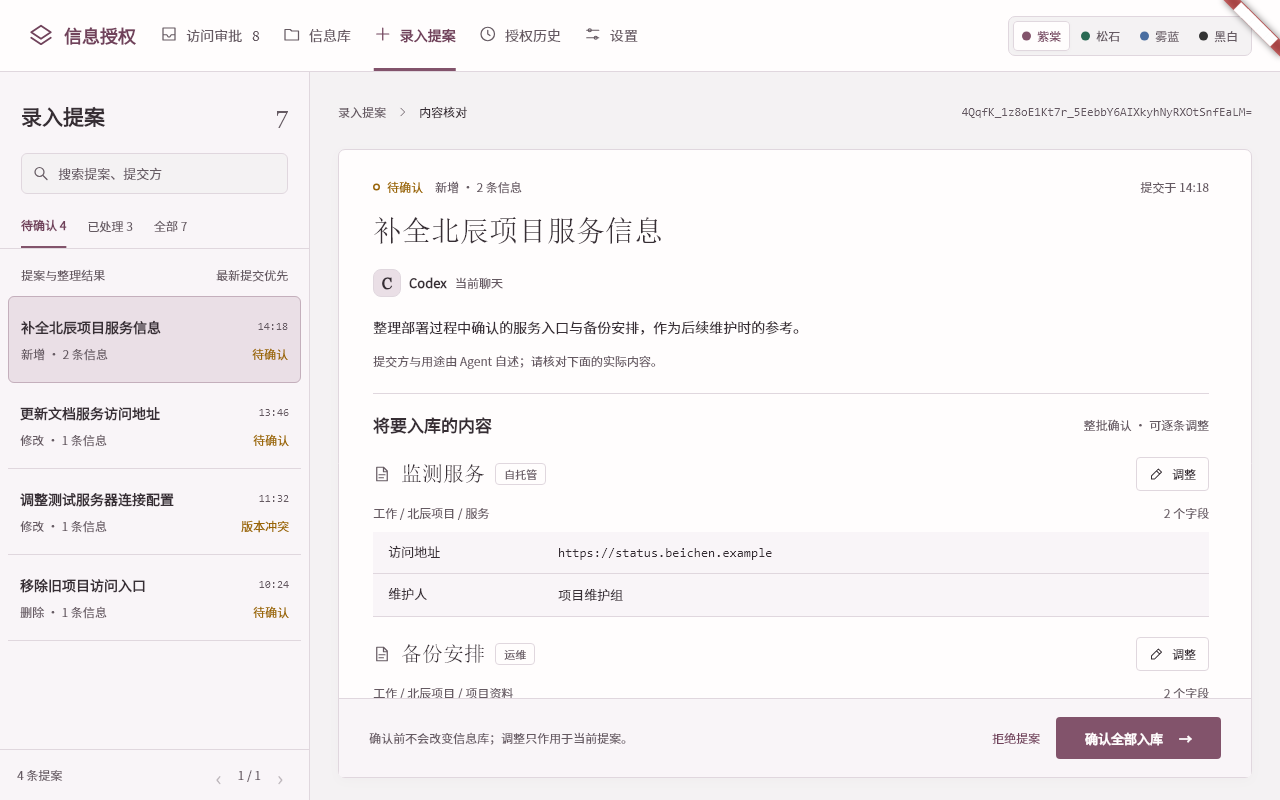 信息授权
访问审批 8
信息库
录入提案
授权历史
设置
紫棠
松石
雾蓝
黑白
录入提案 7
搜索提案、提交方
待确认 4
已处理 3
全部 7
提案与整理结果
最新提交优先
补全北辰项目服务信息 14:18
新增 · 2 条信息 待确认
更新文档服务访问地址 13:46
修改 · 1 条信息 待确认
调整测试服务器连接配置 11:32
修改 · 1 条信息 版本冲突
移除旧项目访问入口 10:24
删除 · 1 条信息 待确认
4 条提案
‹ 1 / 1 ›
录入提案 > 内容核对
4QqfK_1z8oE1Kt7r_5EebbY6AIXkyhNyRXOtSnfEaLM=
待确认 新增 · 2 条信息
提交于 14:18
补全北辰项目服务信息
C Codex 当前聊天
整理部署过程中确认的服务入口与备份安排，作为后续维护时的参考。
提交方与用途由 Agent 自述；请核对下面的实际内容。
将要入库的内容
整批确认 · 可逐条调整
监测服务 自托管
调整
工作 / 北辰项目 / 服务
2 个字段
访问地址 https://status.beichen.example
维护人 项目维护组
备份安排 运维
调整
工作 / 北辰项目 / 项目资料
2 个字段
确认前不会改变信息库；调整只作用于当前提案。
拒绝提案
确认全部入库 →